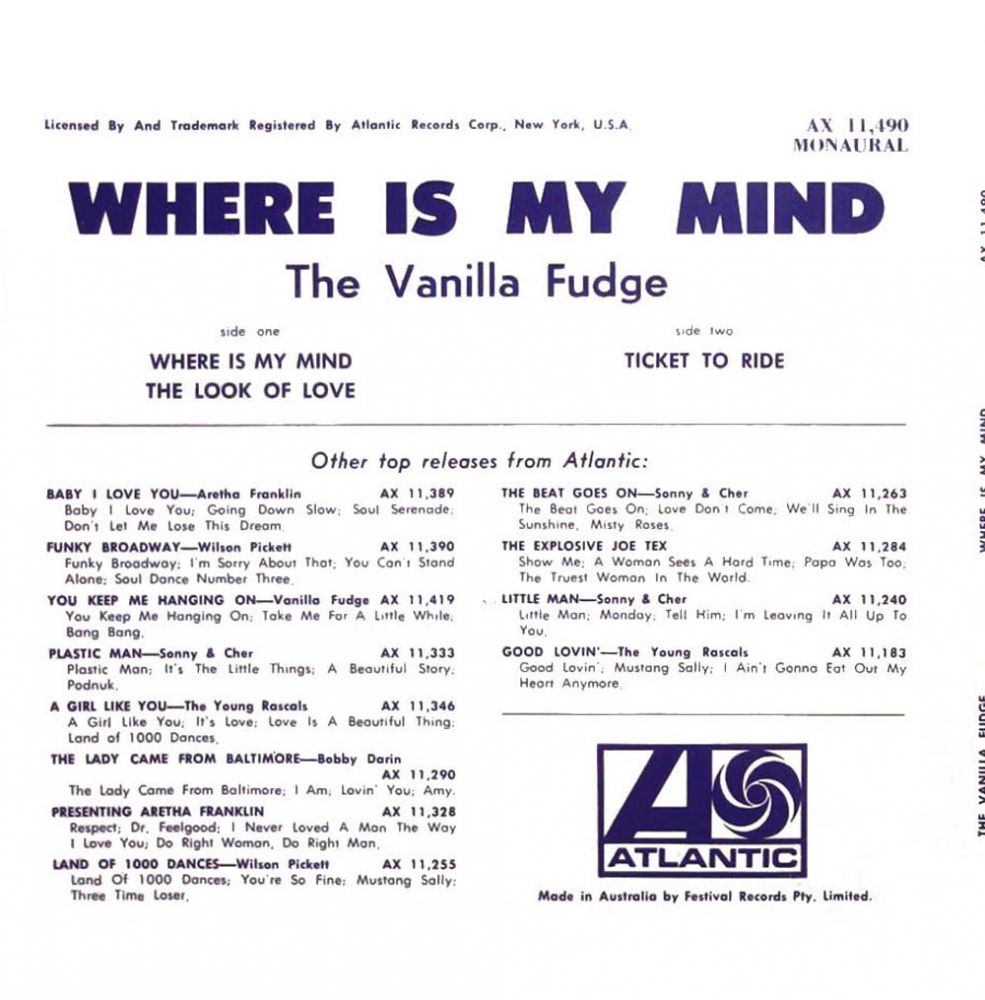 Licensed By And Trademark Registered By Atlantic Records Corp., New York, U.S.A.
AX 11,490
MONAURAL
WHERE IS MY MIND
The Vanilla Fudge
side one
WHERE IS MY MIND
THE LOOK OF LOVE
side two
TICKET TO RIDE
Other top releases from Atlantic:
BABY I LOVE YOU—Aretha Franklin AX 11,389
Baby I Love You; Going Down Slow; Soul Serenade;
Don't Let Me Lose This Dream.
FUNKY BROADWAY—Wilson Pickett AX 11,390
Funky Broadway; I'm Sorry About That; You Can't Stand
Alone; Soul Dance Number Three.
YOU KEEP ME HANGING ON—Vanilla Fudge AX 11,419
You Keep Me Hanging On; Take Me For A Little While;
Bang Bang.
PLASTIC MAN—Sonny & Cher AX 11,333
Plastic Man; It's The Little Things; A Beautiful Story;
Podnuk.
A GIRL LIKE YOU—The Young Rascals AX 11,346
A Girl Like You; It's Love; Love Is A Beautiful Thing;
Land of 1000 Dances.
THE LADY CAME FROM BALTIMORE—Bobby Darin
AX 11,290
The Lady Came From Baltimore; I Am; Lovin' You; Amy.
PRESENTING ARETHA FRANKLIN AX 11,328
Respect; Dr. Feelgood; I Never Loved A Man The Way
I Love You; Do Right Woman, Do Right Man.
LAND OF 1000 DANCES—Wilson Pickett AX 11,255
Land Of 1000 Dances; You're So Fine; Mustang Sally;
Three Time Loser.
THE BEAT GOES ON—Sonny & Cher AX 11,263
The Beat Goes On; Love Don't Come; We'll Sing In The
Sunshine, Misty Roses.
THE EXPLOSIVE JOE TEX AX 11,284
Show Me; A Woman Sees A Hard Time; Papa Was Too;
The Truest Woman In The World.
LITTLE MAN—Sonny & Cher AX 11,240
Little Man; Monday; Tell Him; I'm Leaving It All Up To
You.
GOOD LOVIN'—The Young Rascals AX 11,183
Good Lovin'; Mustang Sally; I Ain't Gonna Eat Out My
Heart Anymore.
ATLANTIC
Made in Australia by Festival Records Pty. Limited.
AX 11,490
WHERE IS MY MIND
THE VANILLA FUDGE